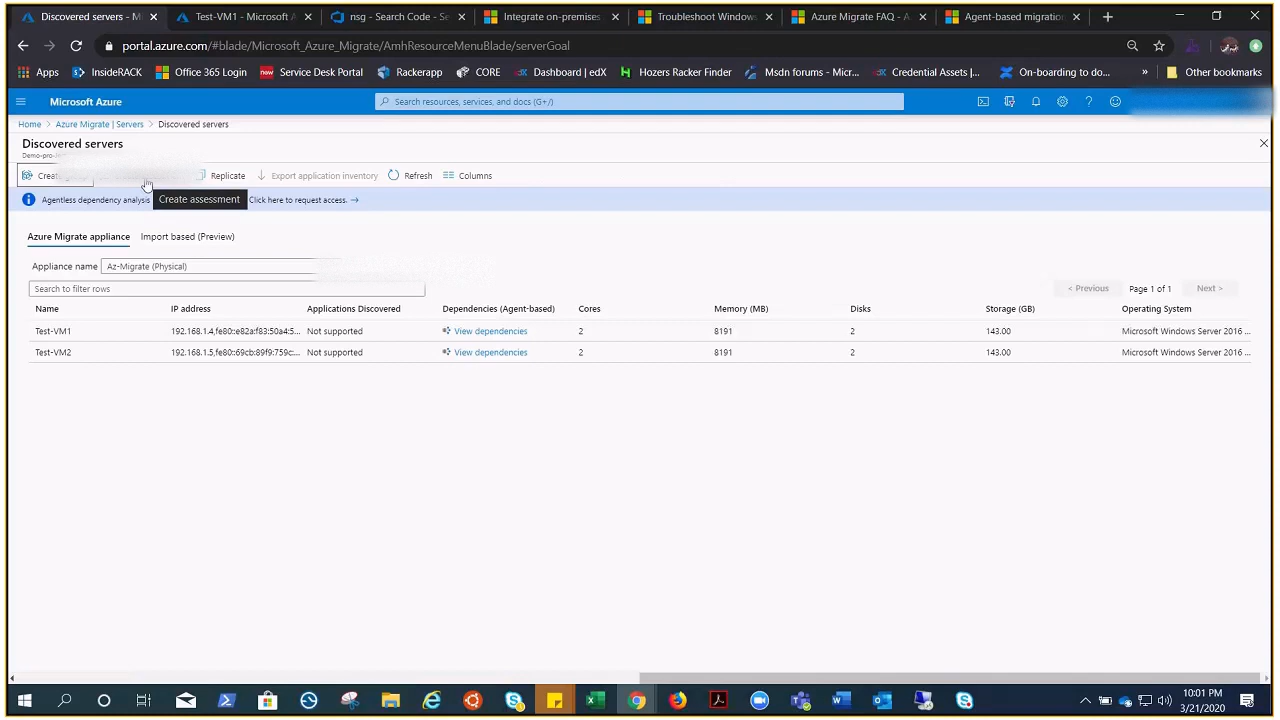 Discovered servers - M
Test-VM1 - Microsoft A
nsg - Search Code - Se
Integrate on-premises
Troubleshoot Windows
Azure Migrate FAQ - A
Agent-based migration
portal.azure.com/#blade/Microsoft_Azure_Migrate/AmhResourceMenuBlade/serverGoal
Apps InsideRACK Office 365 Login Service Desk Portal Rackerapp CORE Dashboard | edX Hozers Racker Finder Msdn forums - Micr... Credential Assets,... On-boarding to do... » Other bookmarks
Microsoft Azure
Search resources, services, and docs (G+/)
Home > Azure Migrate | Servers > Discovered servers
Discovered servers
Replicate Export application inventory Refresh Columns
Agentless dependency analysis
Create assessment
Click here to request access. →
Azure Migrate appliance Import based (Preview)
Appliance name Az-Migrate (Physical)
Search to filter rows
< Previous Page 1 of 1 Next >
Name IP address Applications Discovered Dependencies (Agent-based) Cores Memory (MB) Disks Storage (GB) Operating System
Test-VM1 192.168.1.4,fe80::e82a:f83:50a4:5... Not supported View dependencies 2 8191 2 143.00 Microsoft Windows Server 2016 ...
Test-VM2 192.168.1.5,fe80::69cb:89f9:759c:... Not supported View dependencies 2 8191 2 143.00 Microsoft Windows Server 2016 ...
10:01 PM
3/21/2020